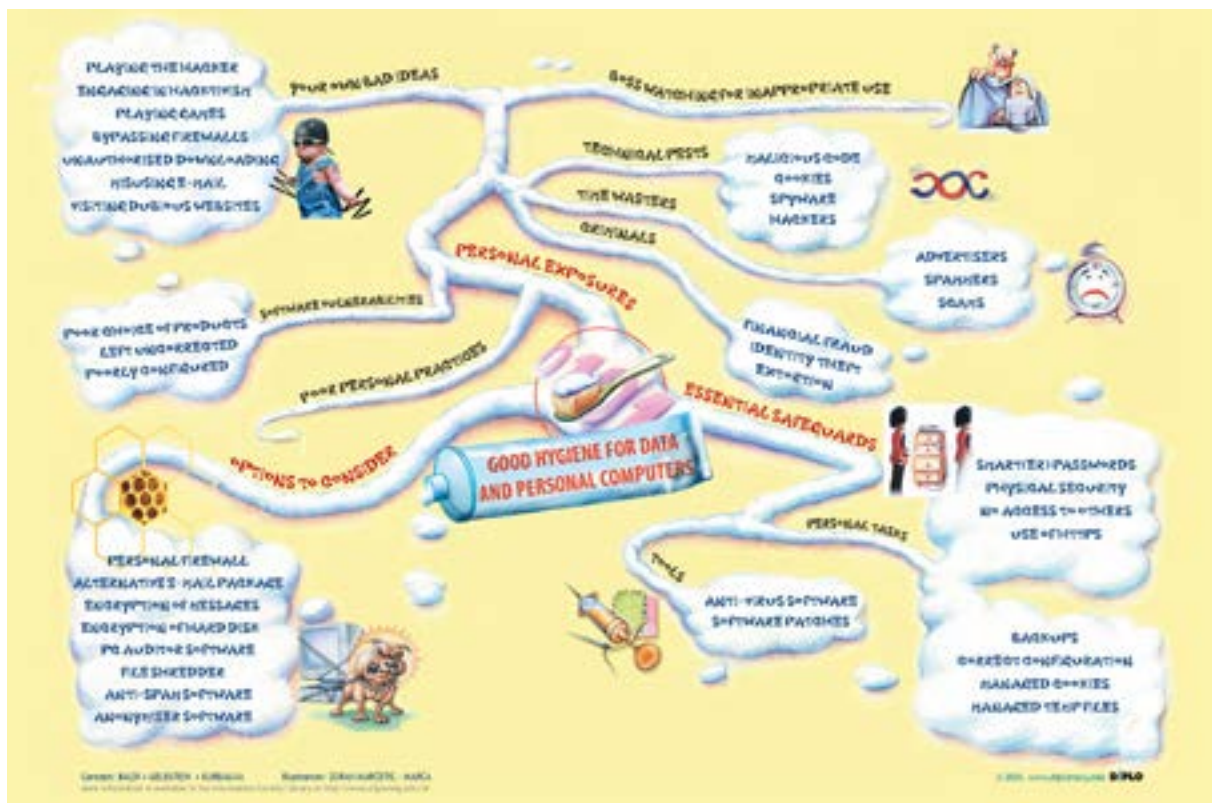 YOUR OWN BAD IDEAS
PLAYING THE HACKER
ENGAGING IN HACKTIVISM
PLAYING GAMES
BYPASSING FIREWALLS
UNAUTHORISED DOWNLOADING
MISUSING E-MAIL
VISITING DUBIOUS WEBSITES
BOSS WATCHING FOR INAPPROPRIATE USE
TECHNICAL PESTS
MALICIOUS CODE
COOKIES
SPYWARE
HACKERS
TIME WASTERS
ADVERTISERS
SPAMMERS
SCAMS
CRIMINALS
FINANCIAL FRAUD
IDENTITY THEFT
EXTORTION
PERSONAL EXPOSURES
SOFTWARE VULNERABILITIES
POOR CHOICE OF PRODUCTS
LEFT UNCORRECTED
POORLY CONFIGURED
POOR PERSONAL PRACTICES
GOOD HYGIENE FOR DATA
AND PERSONAL COMPUTERS
ESSENTIAL SAFEGUARDS
SMART(ER) PASSWORDS
PHYSICAL SECURITY
NO ACCESS TO OTHERS
USE OF HTTPS
PERSONAL TASKS
BACKUPS
CORRECT CONFIGURATION
MANAGED COOKIES
MANAGED TEMP FILES
TOOLS
ANTI-VIRUS SOFTWARE
SOFTWARE PATCHES
OPTIONS TO CONSIDER
PERSONAL FIREWALL
ALTERNATIVE E-MAIL PACKAGE
ENCRYPTION OF MESSAGES
ENCRYPTION OF HARD DISK
PC AUDITOR SOFTWARE
FILE SHREDDER
ANTI-SPAM SOFTWARE
ANONYMISER SOFTWARE
DIPLO